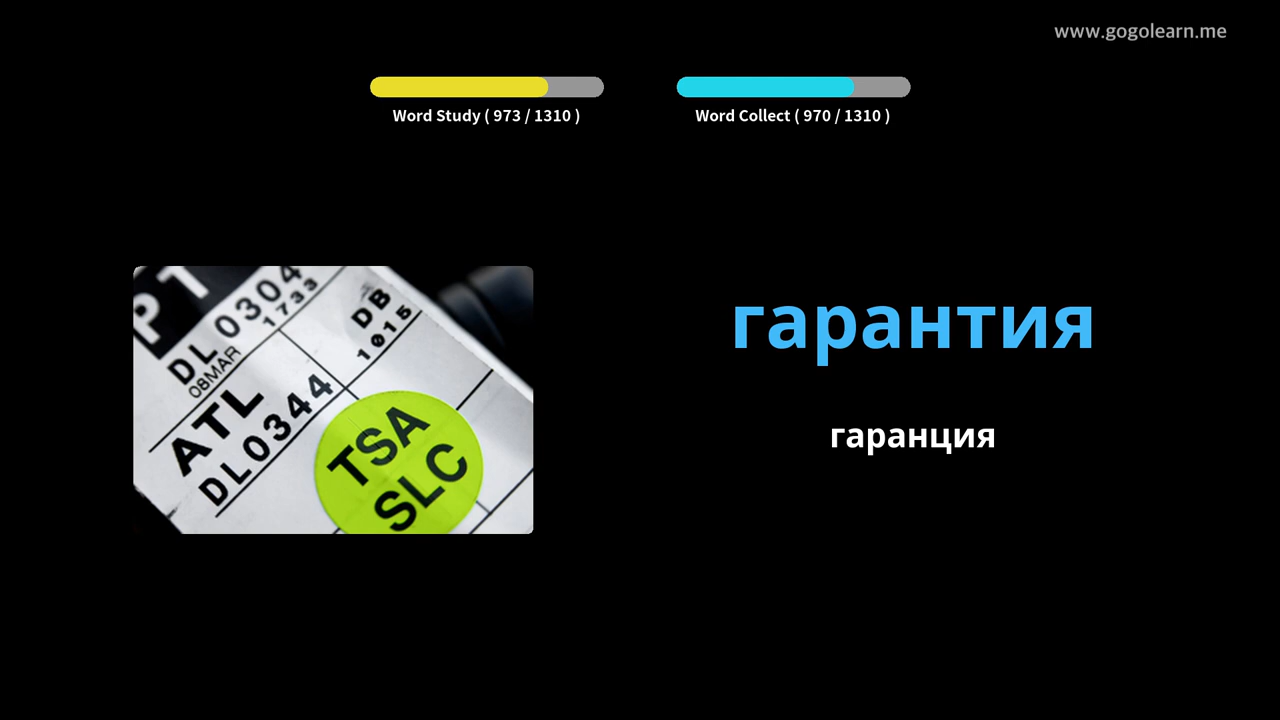 www.gogolearn.me
Word Study ( 973 / 1310 )
Word Collect ( 970 / 1310 )
P1
DL0304
1733
08MAR
DB
1015
ATL
DL0344
TSA
SLC
гарантия
гаранция